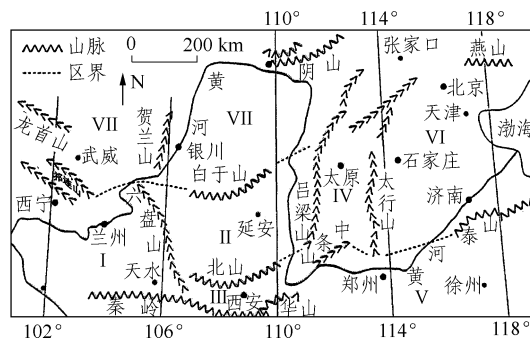 110°
114°
118°
山脉
区界
0 200 km
N
张家口
燕山
阴山
黄河
北京
天津
渤海
龙首山
VII
贺兰山
VII
VI
武威
银川
石家庄
白于山
太原
IV
太行山
吕梁山
济南
西宁
六盘山
延安
中条山
泰山
兰州
I
II
黄河
天水
北山
郑州
V
徐州
秦岭
III
西安
华山
102°
106°
110°
114°
118°